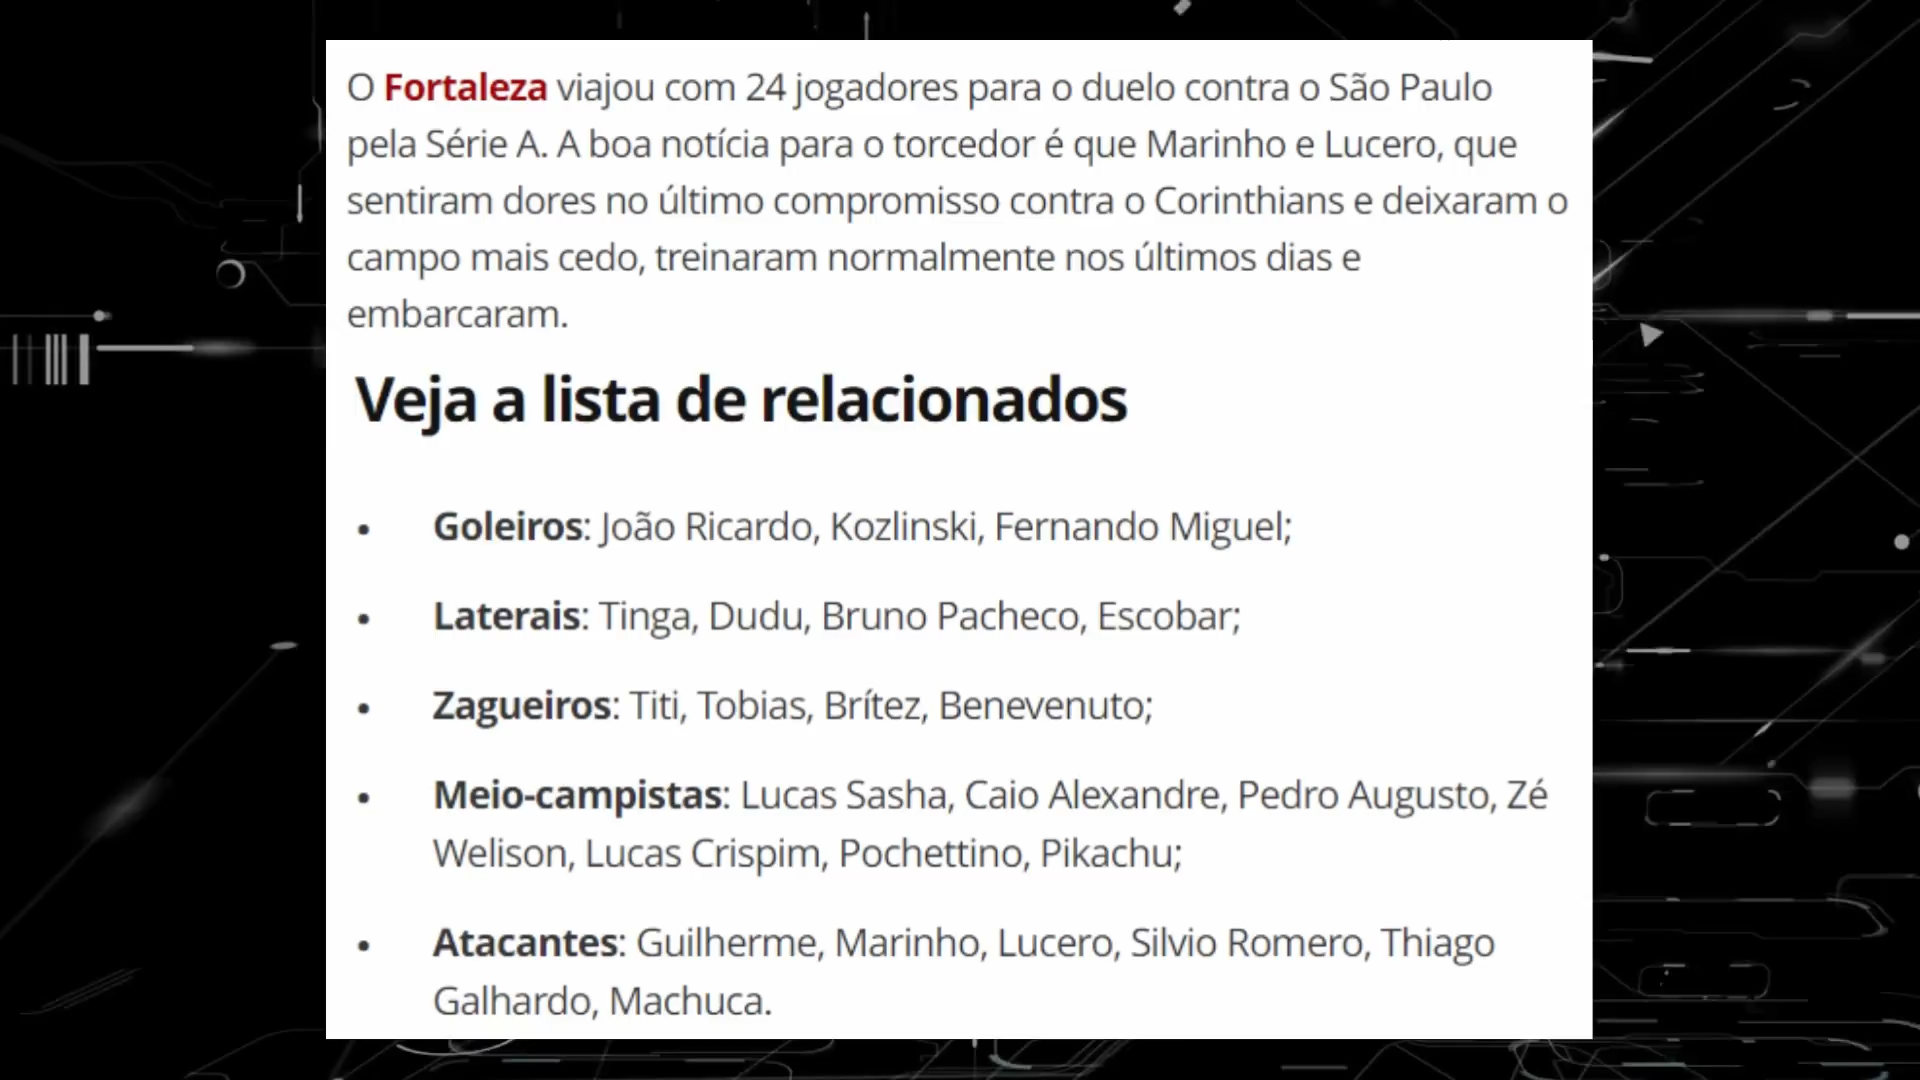 O Fortaleza viajou com 24 jogadores para o duelo contra o São Paulo
pela Série A. A boa notícia para o torcedor é que Marinho e Lucero, que
sentiram dores no último compromisso contra o Corinthians e deixaram o
campo mais cedo, treinaram normalmente nos últimos dias e
embarcaram.
Veja a lista de relacionados
• Goleiros: João Ricardo, Kozlinski, Fernando Miguel;
• Laterais: Tinga, Dudu, Bruno Pacheco, Escobar;
• Zagueiros: Titi, Tobias, Brítez, Benevenuto;
• Meio-campistas: Lucas Sasha, Caio Alexandre, Pedro Augusto, Zé
Welison, Lucas Crispim, Pochettino, Pikachu;
• Atacantes: Guilherme, Marinho, Lucero, Silvio Romero, Thiago
Galhardo, Machuca.